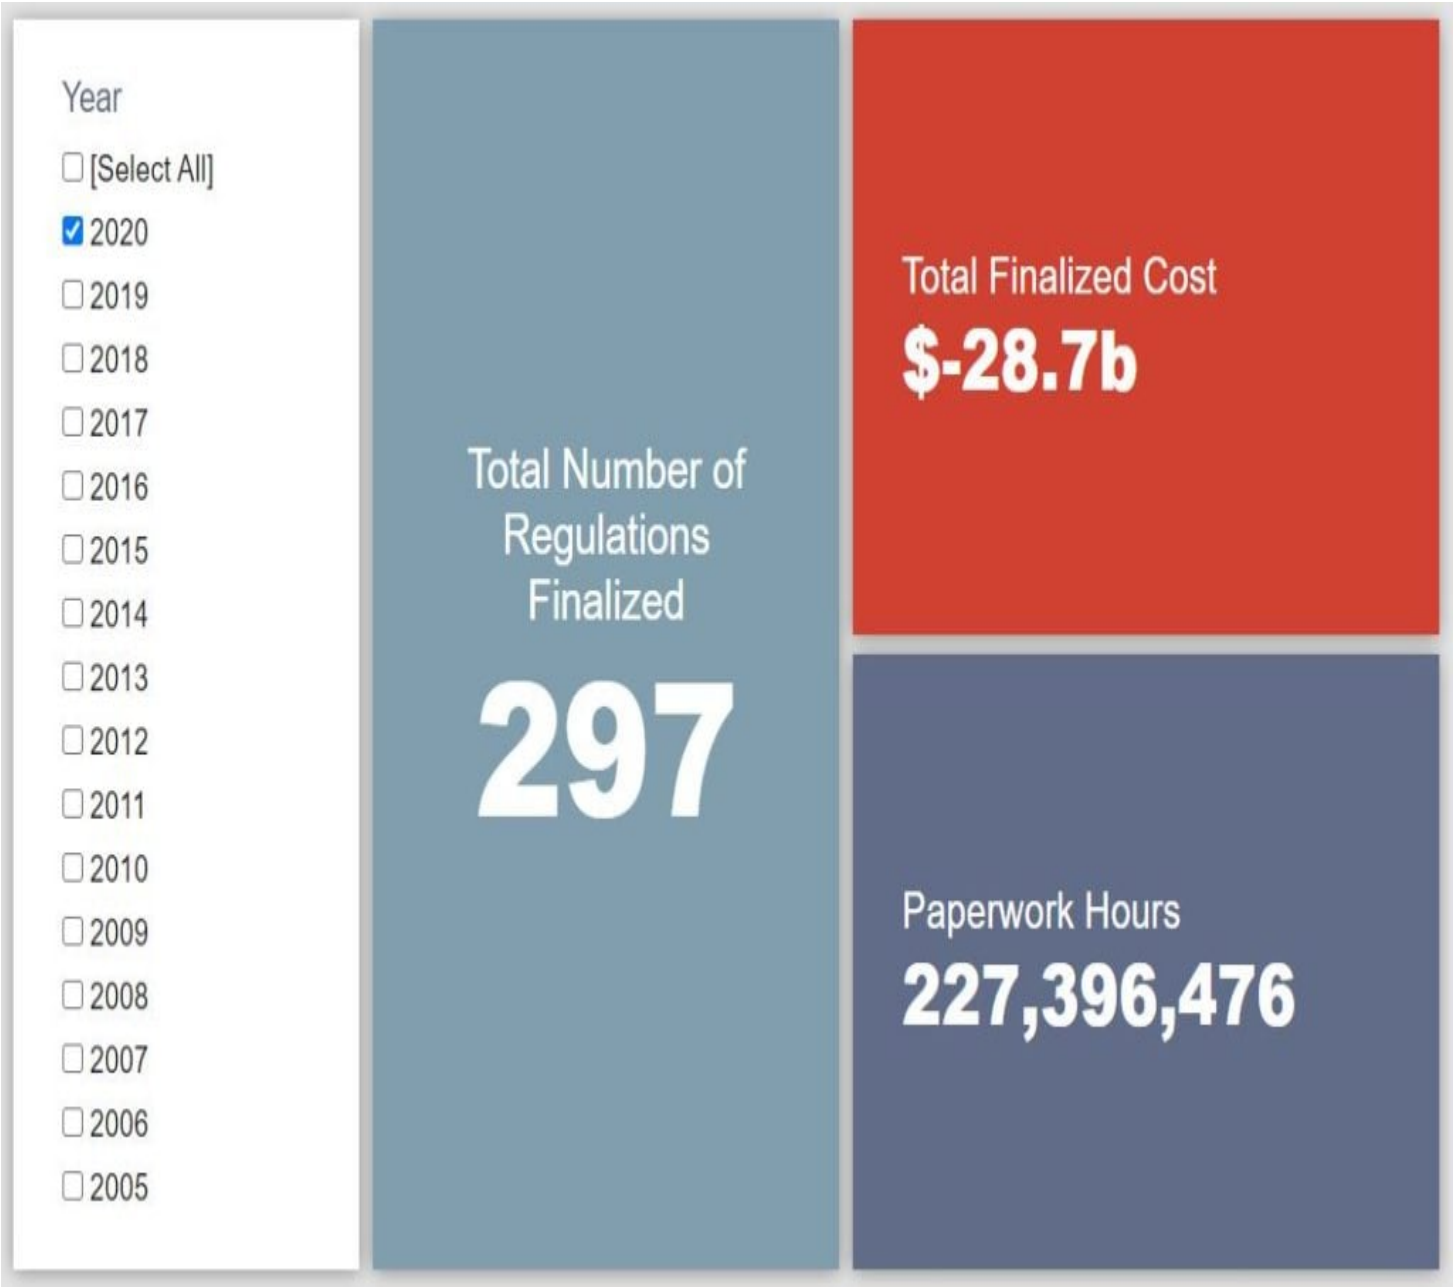 Year
[Select All]
2020
2019
2018
2017
2016
2015
2014
2013
2012
2011
2010
2009
2008
2007
2006
2005
Total Number of
Regulations
Finalized
297
Total Finalized Cost
$-28.7b
Paperwork Hours
227,396,476